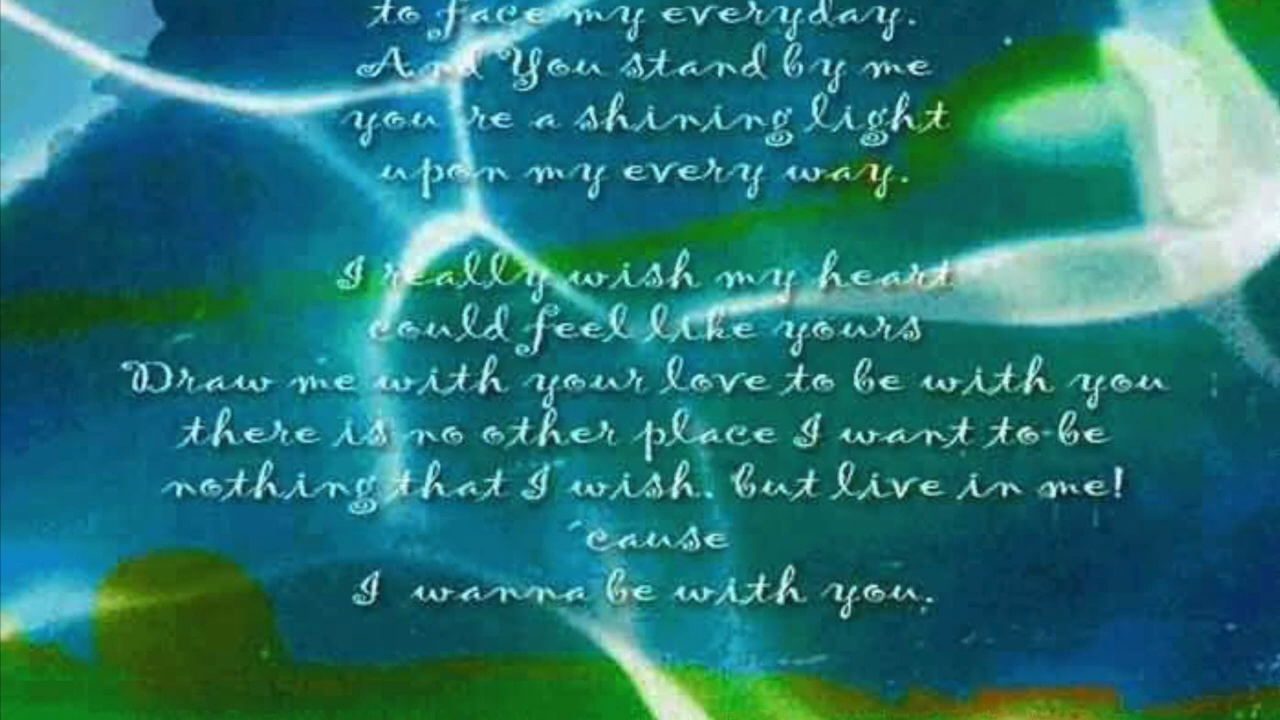 to face my everyday.
And You stand by me
you´re a shining light
upon my every way.
I really wish my heart
could feel like yours
Draw me with your love to be with you
there is no other place I want to be
nothing that I wish. but live in me!
´cause
I wanna be with you.